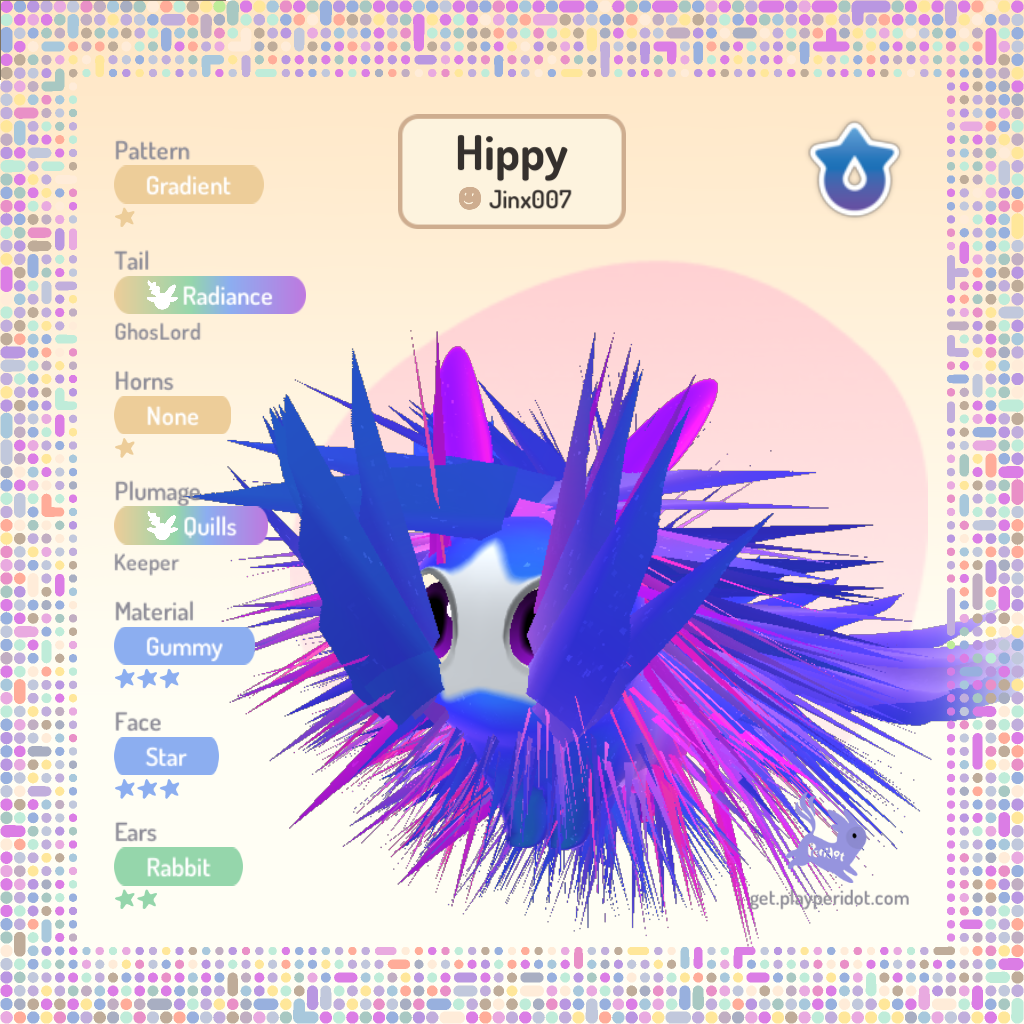 Hippy
Jinx007
Pattern
Gradient
Tail
Radiance
GhosLord
Horns
None
Plumage
Quills
Keeper
Material
Gummy
Face
Star
Ears
Rabbit
get.playperidot.com